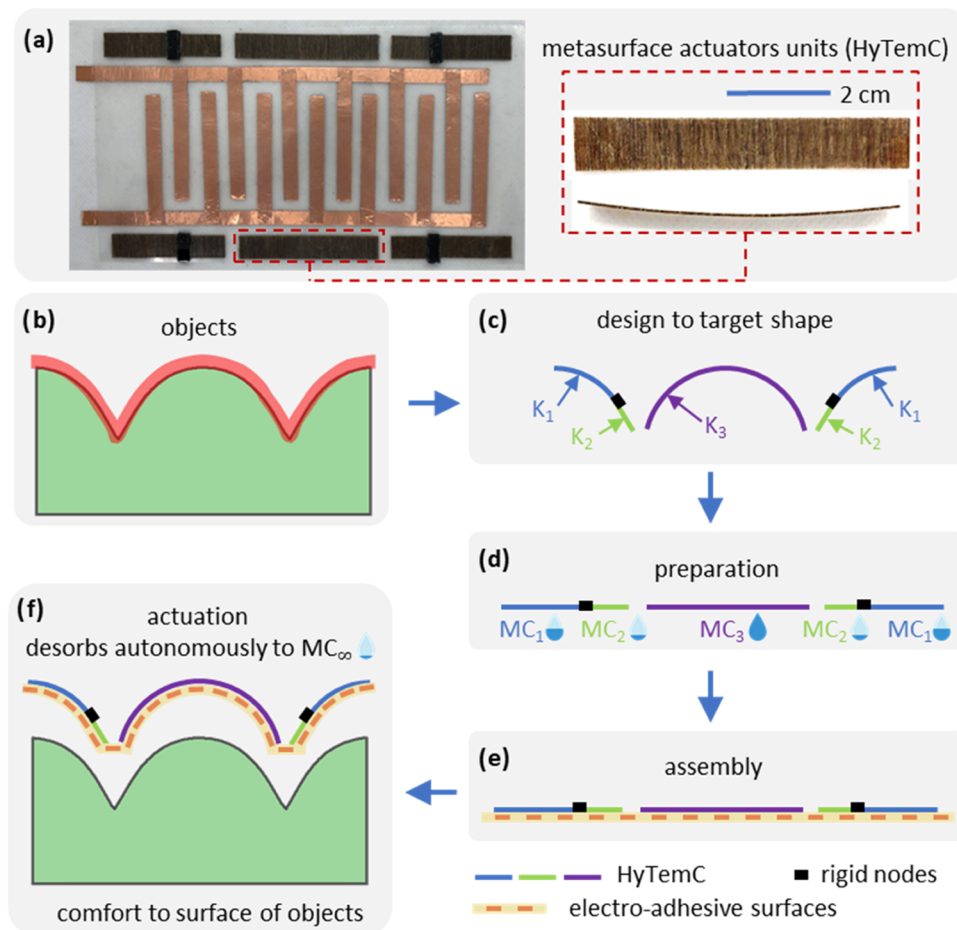 (a)
metasurface actuators units (HyTemC)
2 cm
(b)
objects
(c)
design to target shape
K1
K2
K3
K2
K1
(d)
preparation
MC1 MC2 MC3 MC2 MC1
(e)
assembly
(f)
actuation
desorbs autonomously to MC∞
comfort to surface of objects
HyTemC
rigid nodes
electro-adhesive surfaces